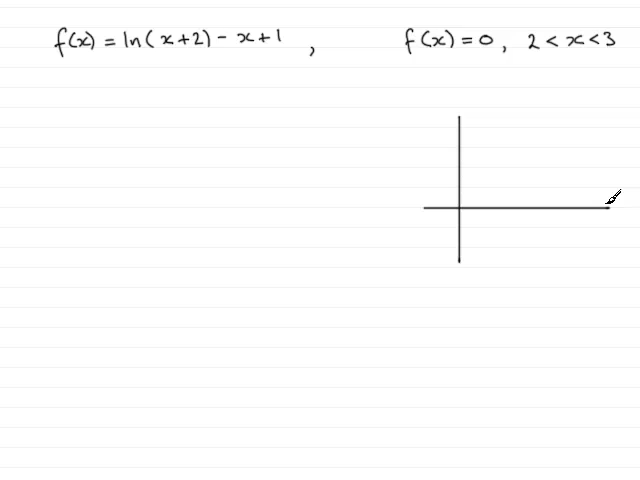 f(x) = ln(x+2) - x+1 , f(x) = 0 , 2 < x < 3